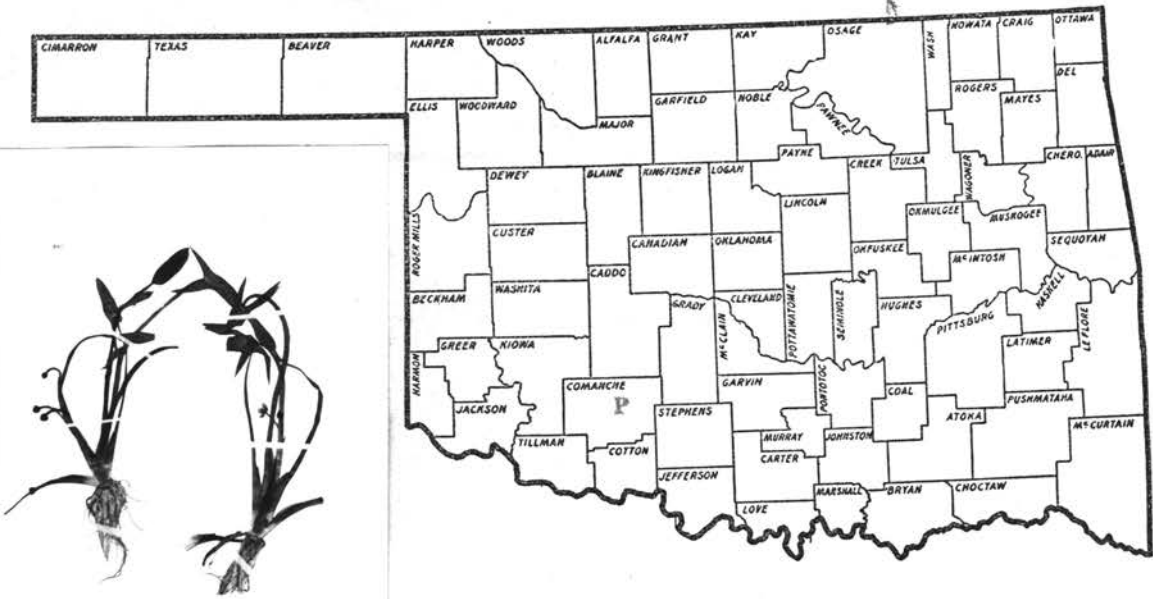 CIMARRON
TEXAS
BEAVER
HARPER
WOODS
ALFALFA
GRANT
KAY
OSAGE
WASH
NOWATA
CRAIG
OTTAWA
ELLIS
WOODWARD
MAJOR
GARFIELD
NOBLE
PAWNEE
ROGERS
MAYES
DEL
DEWEY
BLAINE
KINGFISHER
LOGAN
PAYNE
CREEK
TULSA
WAGONER
CHERO.
ADAIR
ROGER MILLS
CUSTER
CANADIAN
OKLAHOMA
LINCOLN
OKMULGEE
MUSKOGEE
OKFUSKEE
McINTOSH
SEQUOYAH
BECKHAM
WASHITA
CADDO
GRADY
CLEVELAND
McCLAIN
POTTAWATOMIE
SEMINOLE
HUGHES
PITTSBURG
HASKELL
LE FLORE
HARMON
GREER
KIOWA
COMANCHE
P
GARVIN
PONTOTOC
COAL
LATIMER
JACKSON
TILLMAN
COTTON
STEPHENS
MURRAY
CARTER
JOHNSTON
ATOKA
PUSHMATAHA
McCURTAIN
JEFFERSON
LOVE
MARSHALL
BRYAN
CHOCTAW